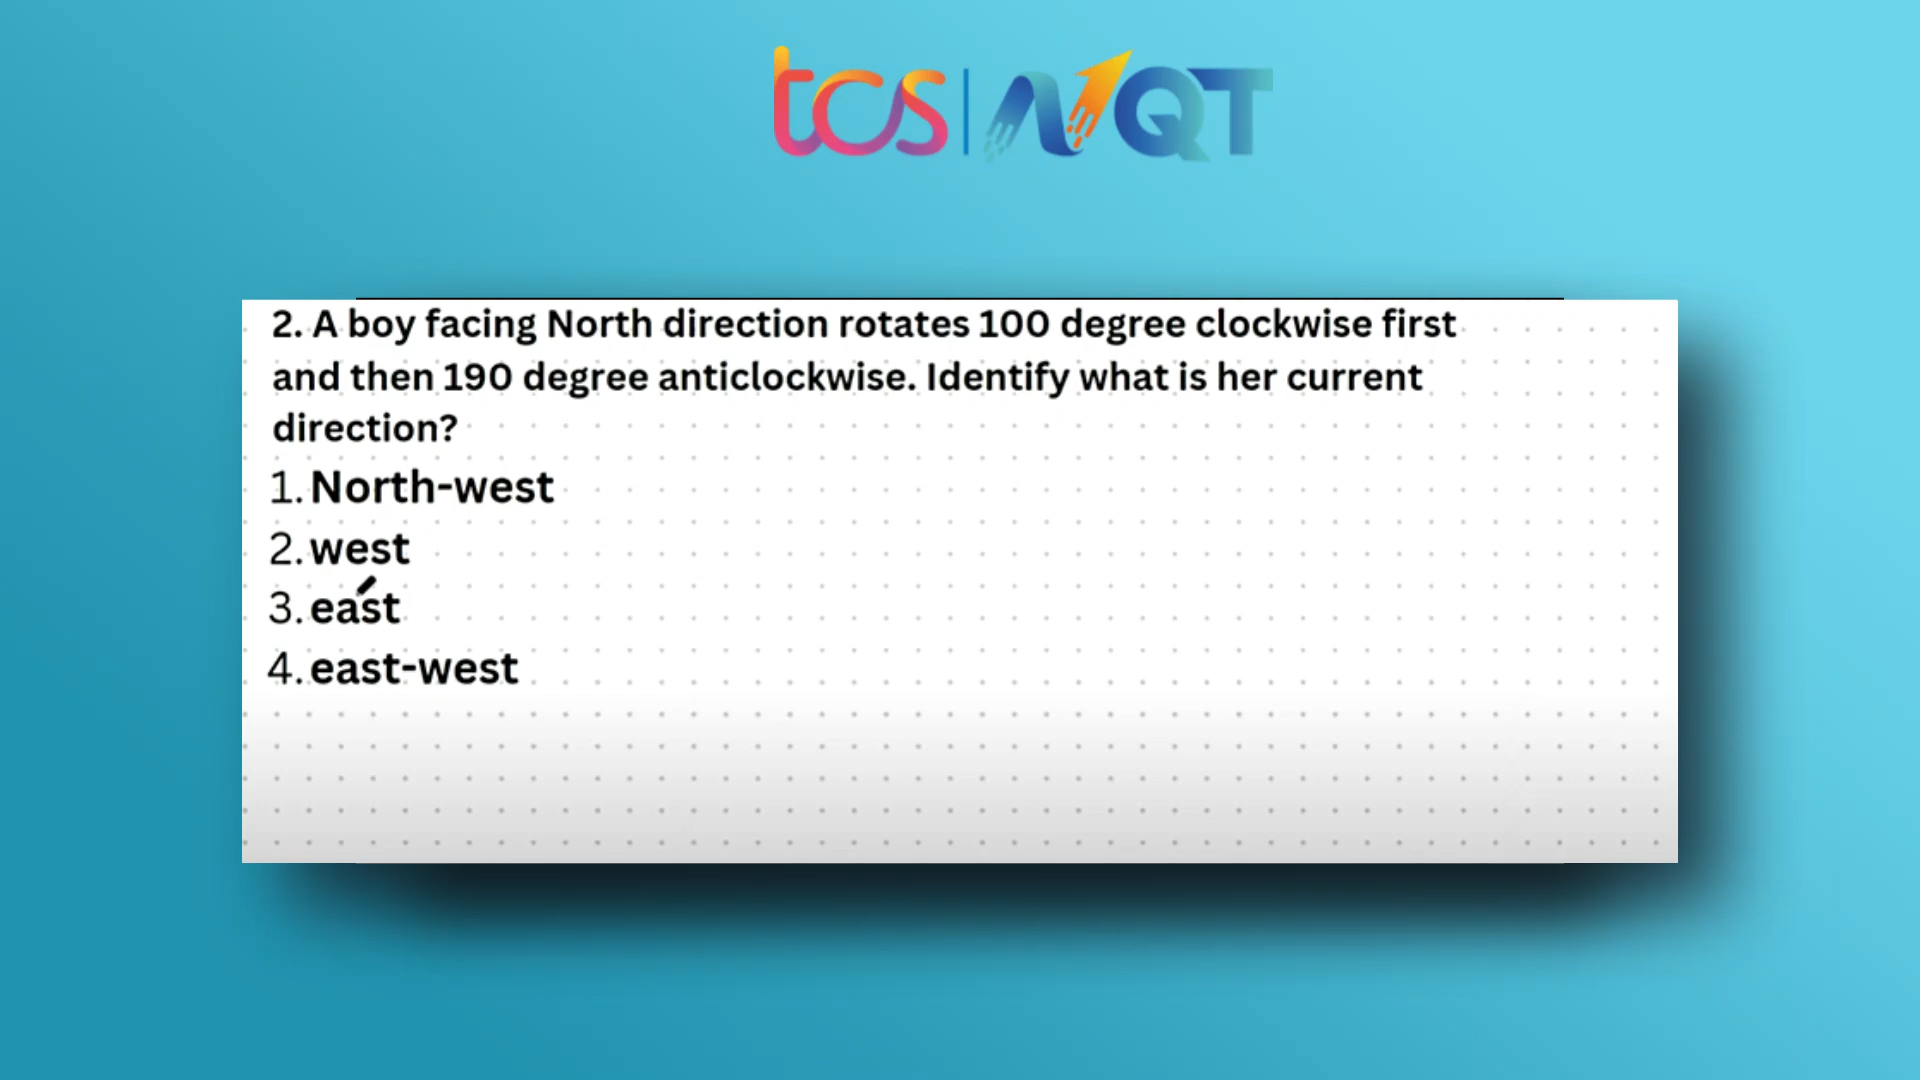 tcs | NQT
2. A boy facing North direction rotates 100 degree clockwise first
and then 190 degree anticlockwise. Identify what is her current
direction?
1. North-west
2. west
3. east
4. east-west